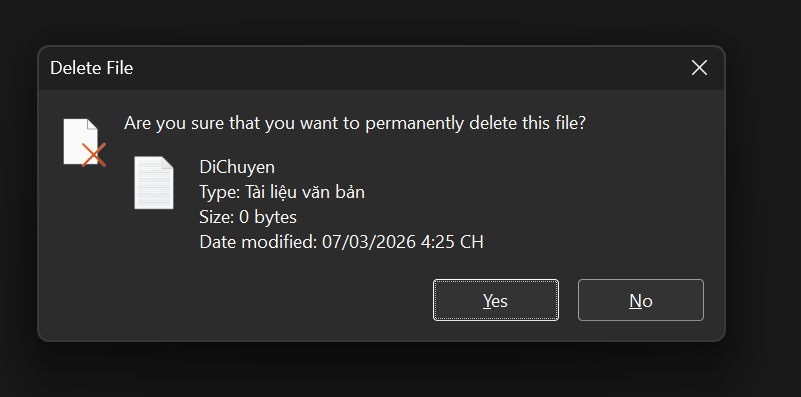 Delete File
Are you sure that you want to permanently delete this file?
DiChuyen
Type: Tài liệu văn bản
Size: 0 bytes
Date modified: 07/03/2026 4:25 CH
Yes
No